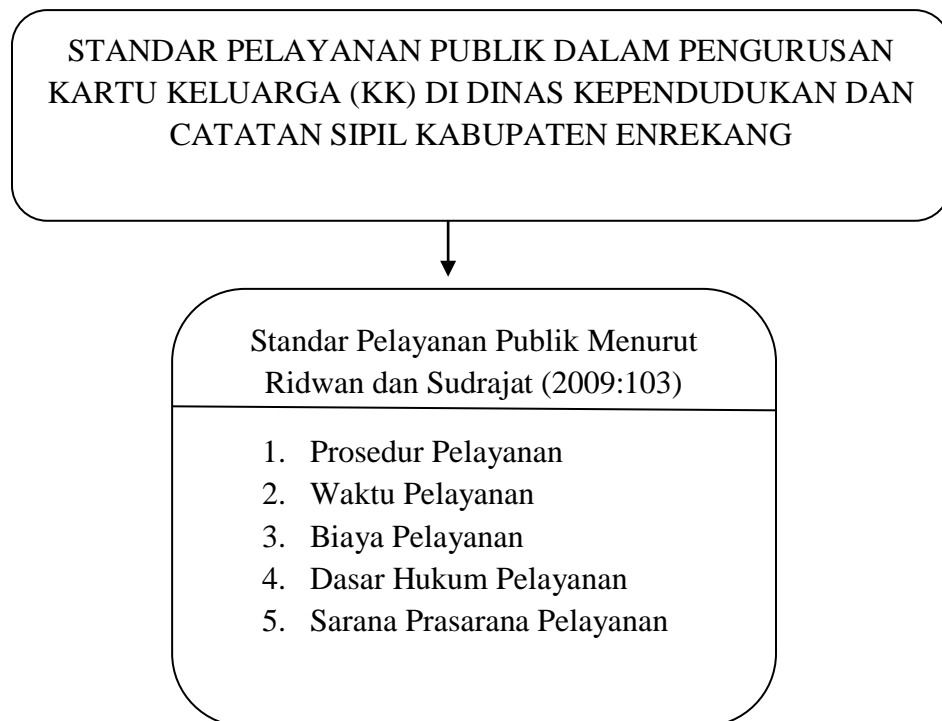 STANDAR PELAYANAN PUBLIK DALAM PENGURUSAN
KARTU KELUARGA (KK) DI DINAS KEPENDUDUKAN DAN
CATATAN SIPIL KABUPATEN ENREKANG
Standar Pelayanan Publik Menurut
Ridwan dan Sudrajat (2009:103)
1. Prosedur Pelayanan
2. Waktu Pelayanan
3. Biaya Pelayanan
4. Dasar Hukum Pelayanan
5. Sarana Prasarana Pelayanan